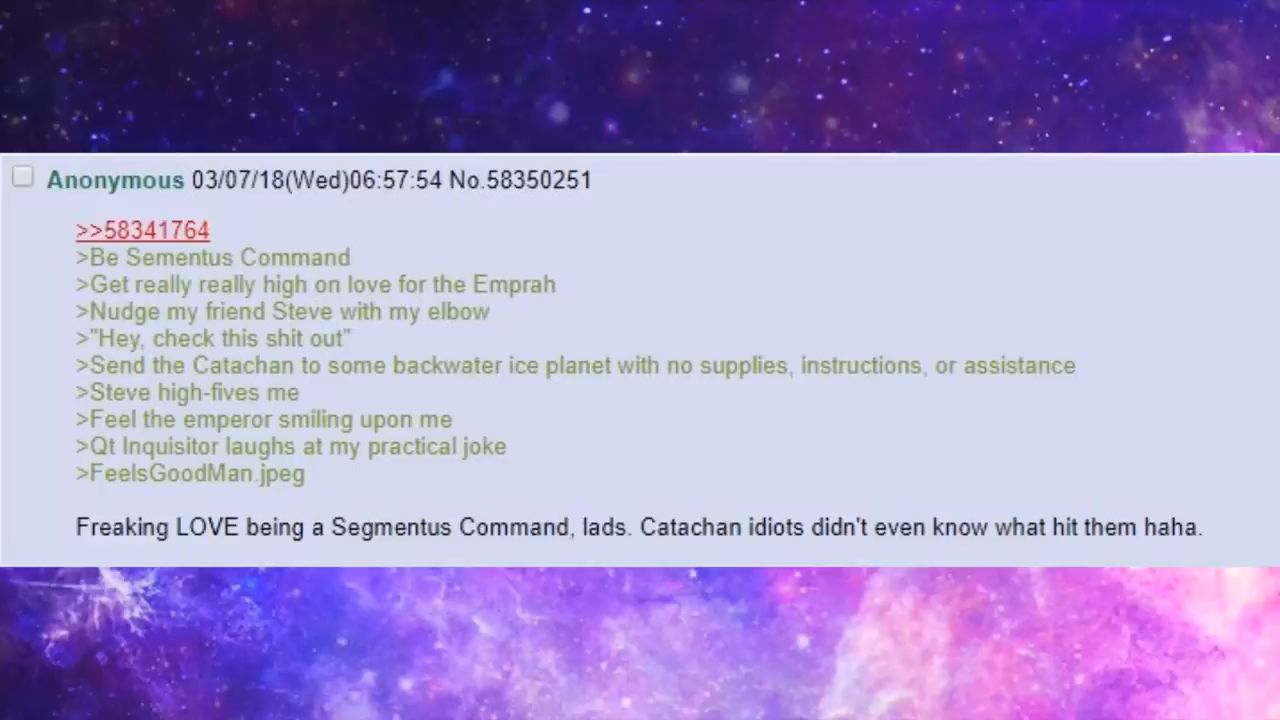 Anonymous 03/07/18(Wed)06:57:54 No.58350251
>>58341764
>Be Sementus Command
>Get really really high on love for the Emprah
>Nudge my friend Steve with my elbow
>"Hey, check this shit out"
>Send the Catachan to some backwater ice planet with no supplies, instructions, or assistance
>Steve high-fives me
>Feel the emperor smiling upon me
>Qt Inquisitor laughs at my practical joke
>FeelsGoodMan.jpeg
Freaking LOVE being a Segmentus Command, lads. Catachan idiots didn't even know what hit them haha.